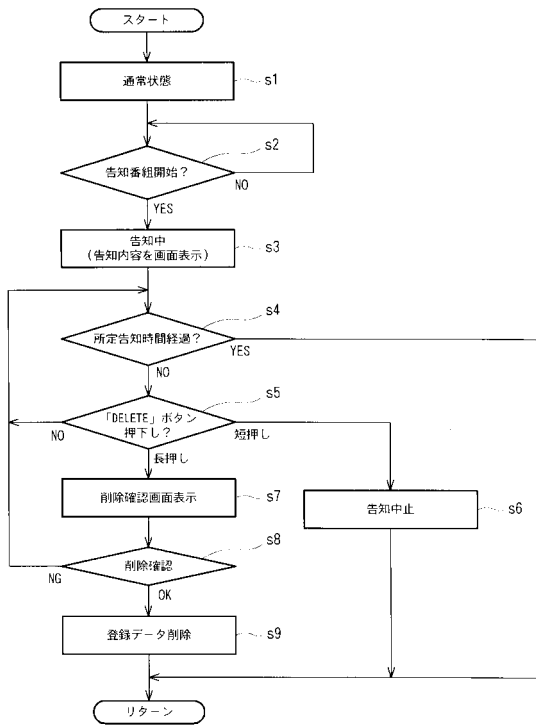 スタート
通常状態
s1
告知番組開始？
s2
NO
YES
告知中
(告知内容を画面表示)
s3
所定告知時間経過？
s4
YES
NO
「DELETE」ボタン
押下し？
s5
NO
短押し
長押し
削除確認画面表示
s7
告知中止
s6
削除確認
s8
NG
OK
登録データ削除
s9
リターン